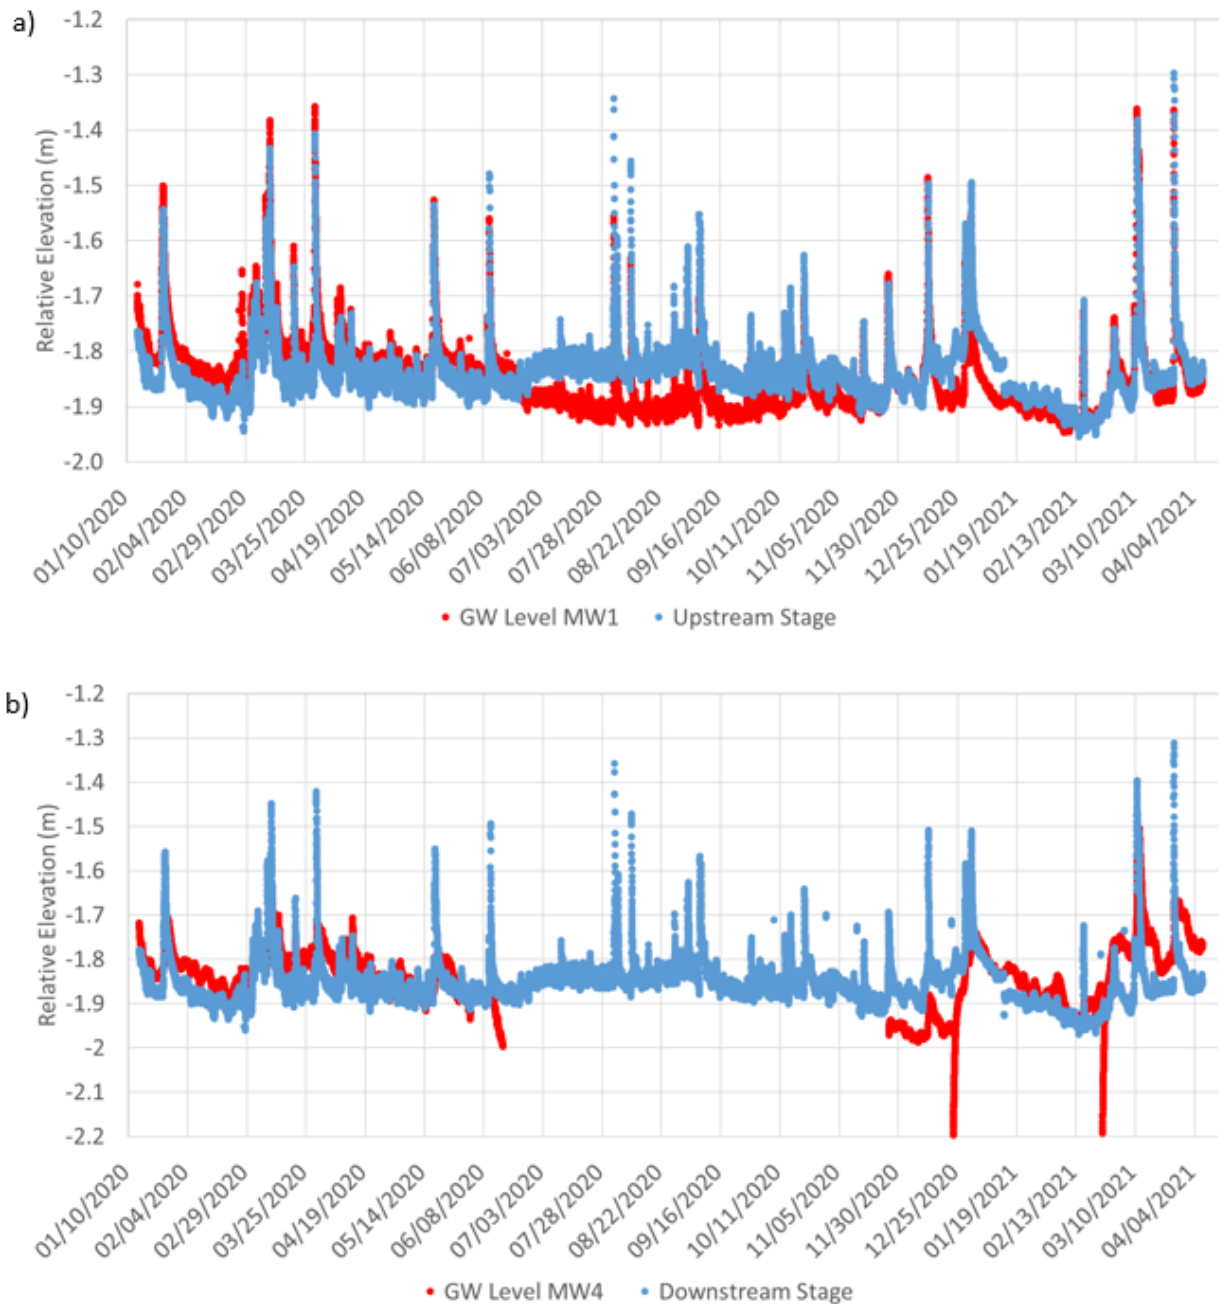 a)
Relative Elevation (m)
-1.2
-1.3
-1.4
-1.5
-1.6
-1.7
-1.8
-1.9
-2.0
01/10/2020 02/04/2020 02/29/2020 03/25/2020 04/19/2020 05/14/2020 06/08/2020 07/03/2020 07/28/2020 08/22/2020 09/16/2020 10/11/2020 11/05/2020 11/30/2020 12/25/2020 01/19/2021 02/13/2021 03/10/2021 04/04/2021
GW Level MW1 Upstream Stage
b)
Relative Elevation (m)
-1.2
-1.3
-1.4
-1.5
-1.6
-1.7
-1.8
-1.9
-2
-2.1
-2.2
01/10/2020 02/04/2020 02/29/2020 03/25/2020 04/19/2020 05/14/2020 06/08/2020 07/03/2020 07/28/2020 08/22/2020 09/16/2020 10/11/2020 11/05/2020 11/30/2020 12/25/2020 01/19/2021 02/13/2021 03/10/2021 04/04/2021
GW Level MW4 Downstream Stage